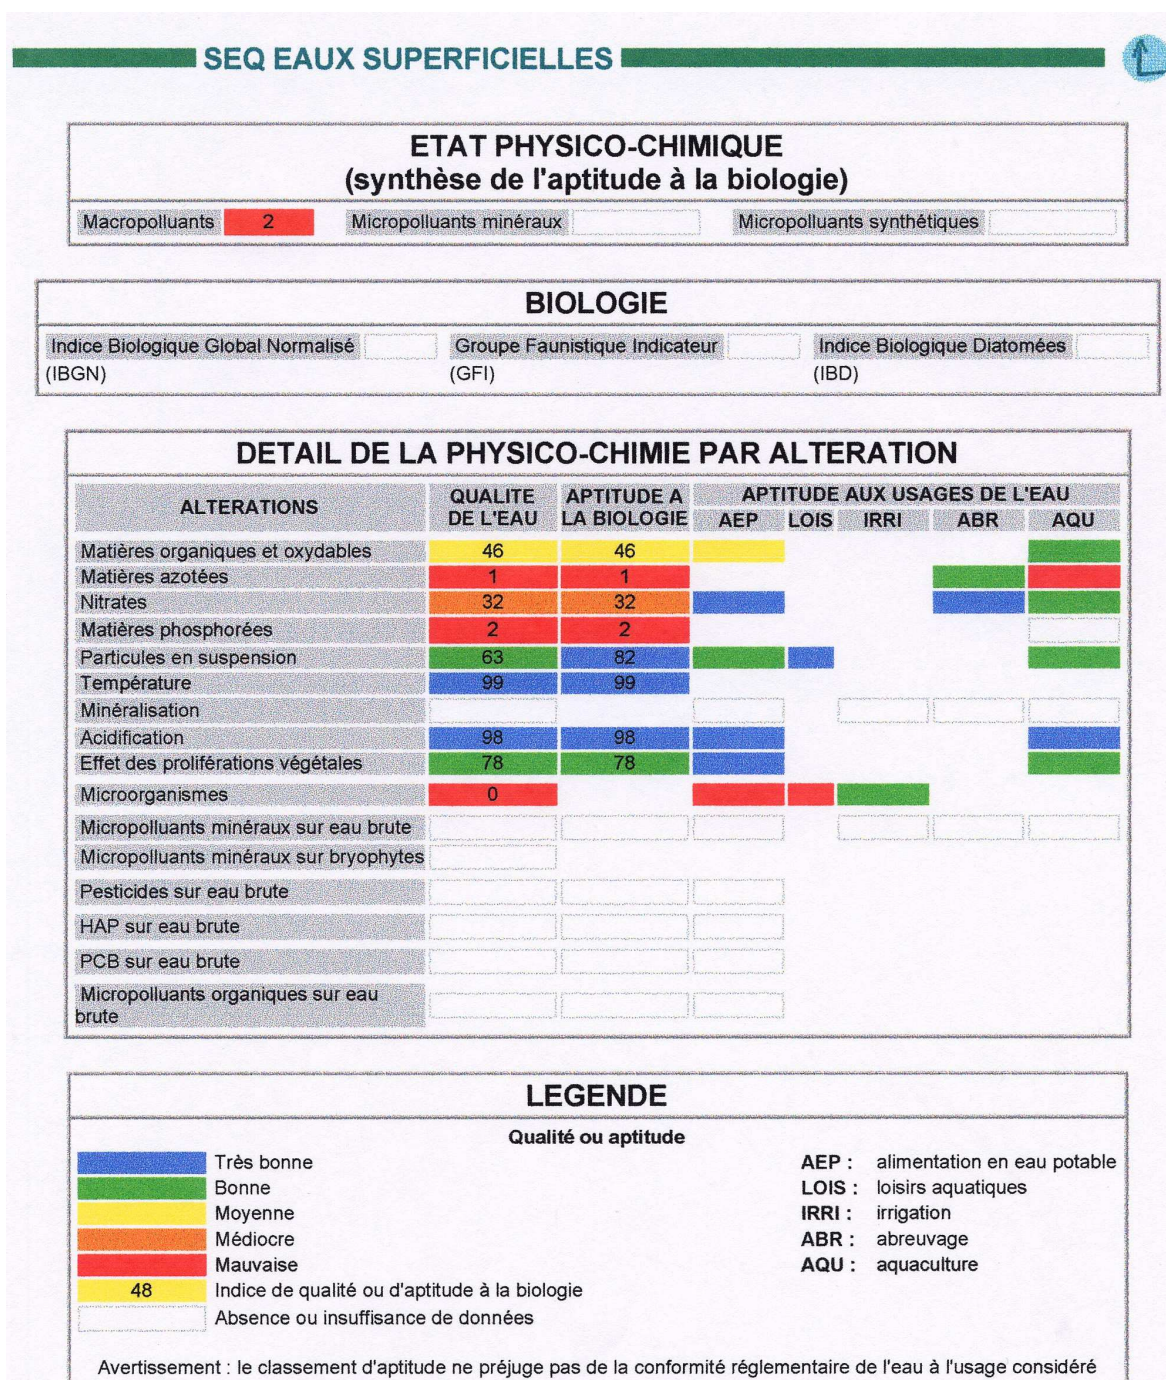 SEQ EAUX SUPERFICIELLES
ETAT PHYSICO-CHIMIQUE
(synthèse de l'aptitude à la biologie)
Macropolluants 2 Micropolluants minéraux Micropolluants synthétiques
BIOLOGIE
Indice Biologique Global Normalisé Groupe Faunistique Indicateur Indice Biologique Diatomées
(IBGN) (GFI) (IBD)
DETAIL DE LA PHYSICO-CHIMIE PAR ALTERATION
ALTERATIONS QUALITE DE L'EAU APTITUDE A LA BIOLOGIE APTITUDE AUX USAGES DE L'EAU
AEP LOIS IRRI ABR AQU
Matières organiques et oxydables 46 46
Matières azotées 1 1
Nitrates 32 32
Matières phosphorées 2 2
Particules en suspension 63 82
Température 99 99
Minéralisation
Acidification 98 98
Effet des proliférations végétales 78 78
Microorganismes 0
Micropolluants minéraux sur eau brute
Micropolluants minéraux sur bryophytes
Pesticides sur eau brute
HAP sur eau brute
PCB sur eau brute
Micropolluants organiques sur eau
brute
LEGENDE
Qualité ou aptitude
Très bonne AEP : alimentation en eau potable
Bonne LOIS : loisirs aquatiques
Moyenne IRRI : irrigation
Médiocre ABR : abreuvage
Mauvaise AQU : aquaculture
48 Indice de qualité ou d'aptitude à la biologie
Absence ou insuffisance de données
Avertissement : le classement d'aptitude ne préjuge pas de la conformité réglementaire de l'eau à l'usage considéré